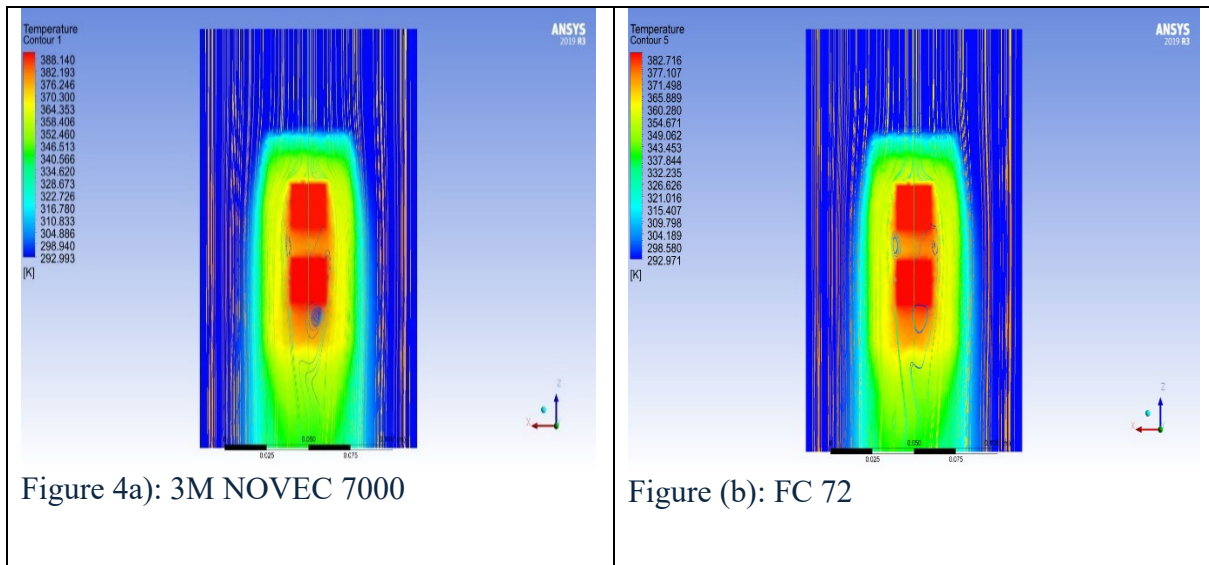 Temperature
Contour 1
388.140
382.193
376.246
370.300
364.353
358.406
352.460
346.513
340.566
334.620
328.673
322.726
316.780
310.833
304.886
298.940
292.993
[K]
ANSYS
2019 R3
Z
X
0
0.050
0.025
0.075
Figure 4a): 3M NOVEC 7000
Temperature
Contour 5
382.716
377.107
371.498
365.889
360.280
354.671
349.062
343.453
337.844
332.235
326.626
321.016
315.407
309.798
304.189
298.580
292.971
[K]
ANSYS
2019 R3
Z
X
0
0.050
0.025
0.075
Figure (b): FC 72